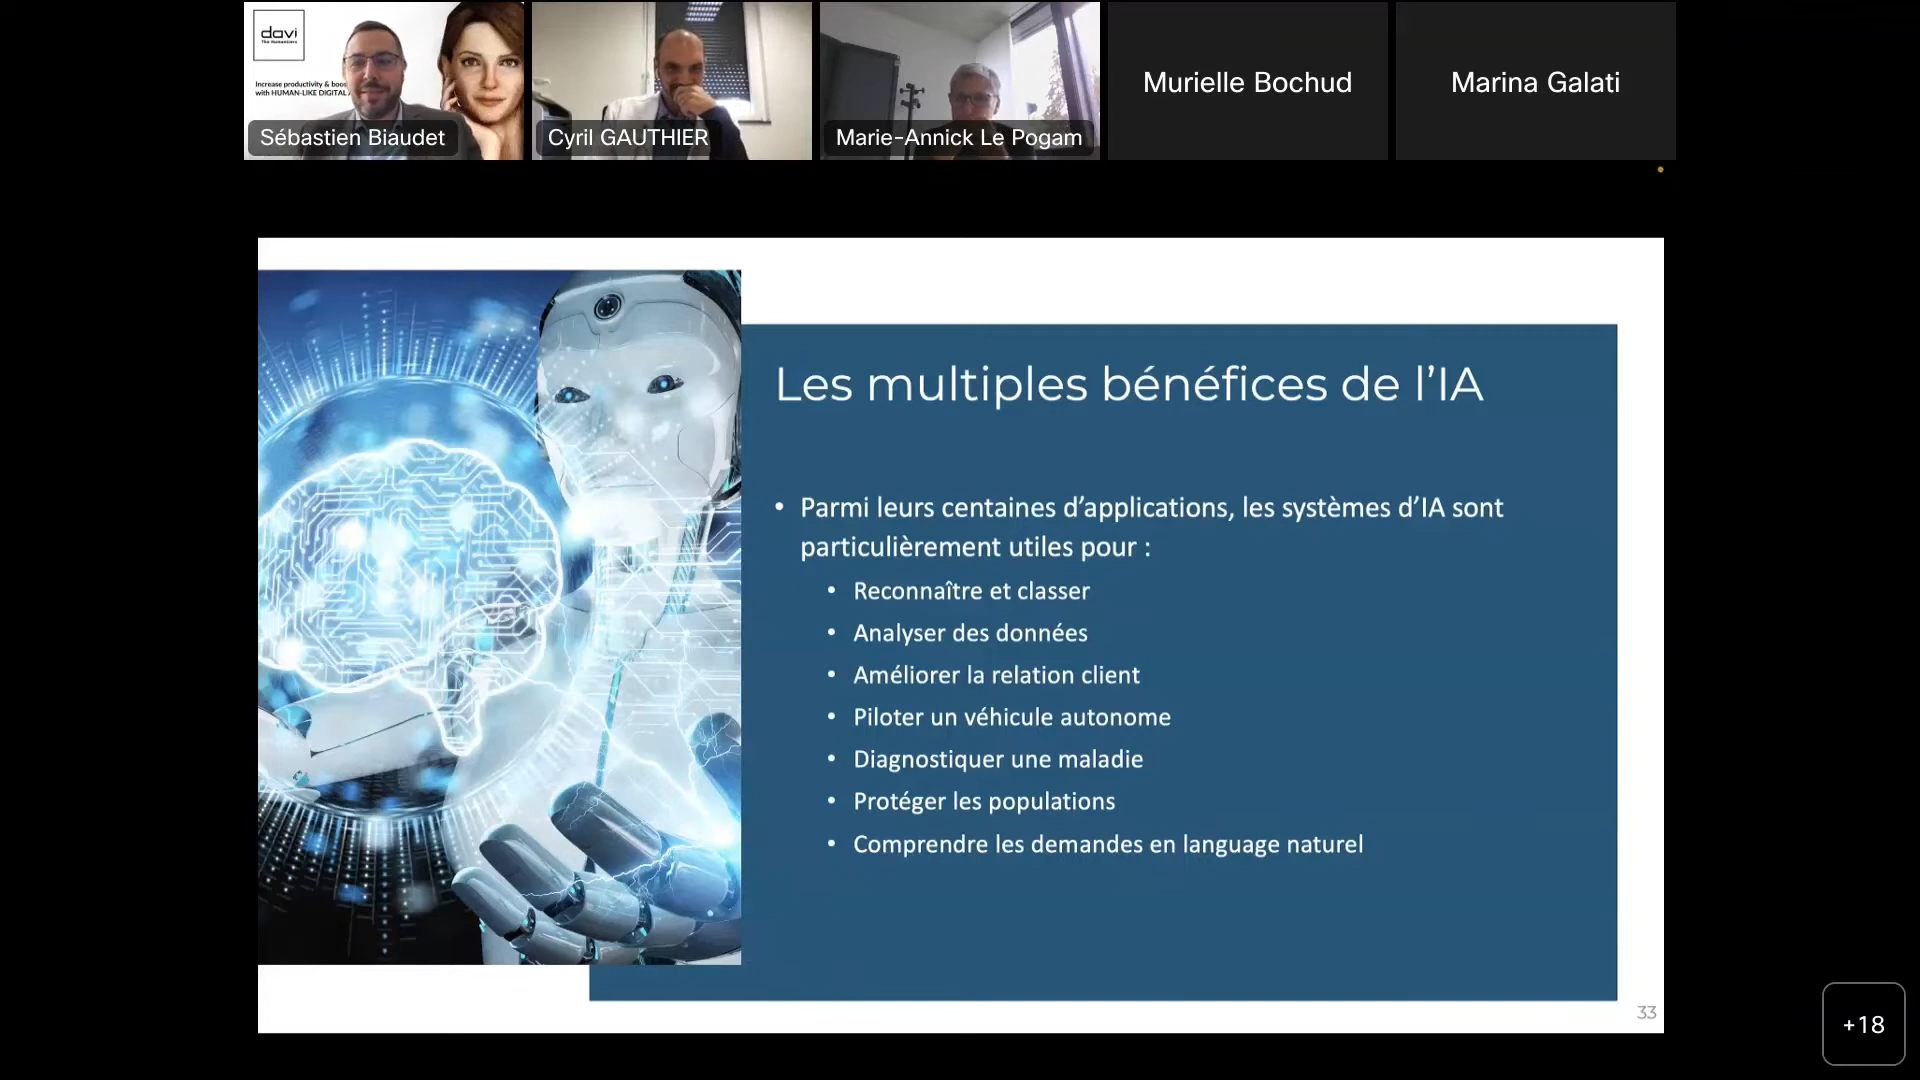 davi
The Humanizers
Increase productivity & boos
with HUMAN-LIKE DIGITAL
Sébastien Biaudet
Cyril GAUTHIER
Marie-Annick Le Pogam
Murielle Bochud
Marina Galati
Les multiples bénéfices de l’IA
• Parmi leurs centaines d’applications, les systèmes d’IA sont
particulièrement utiles pour :
• Reconnaître et classer
• Analyser des données
• Améliorer la relation client
• Piloter un véhicule autonome
• Diagnostiquer une maladie
• Protéger les populations
• Comprendre les demandes en language naturel
33
+18